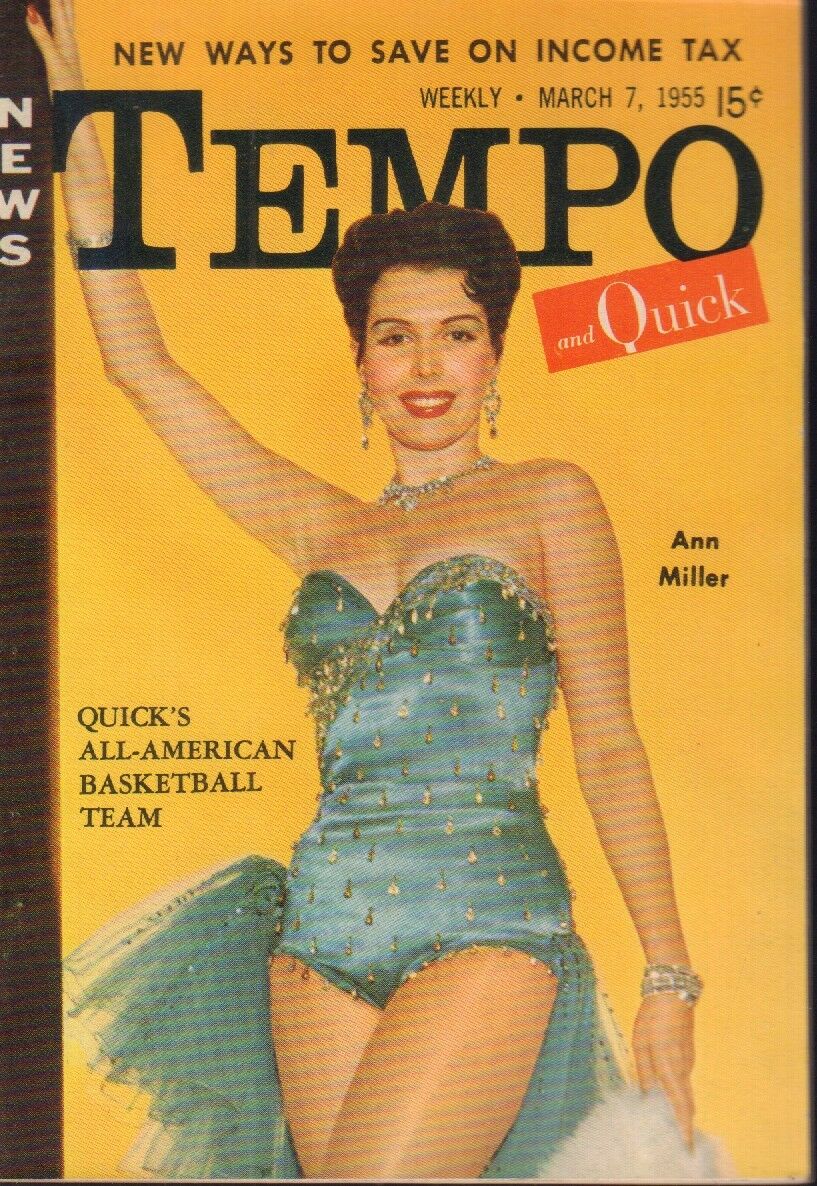 NEW WAYS TO SAVE ON INCOME TAX
WEEKLY • MARCH 7, 1955 15¢
NEWS
TEMPO
and Quick
Ann
Miller
QUICK'S
ALL-AMERICAN
BASKETBALL
TEAM